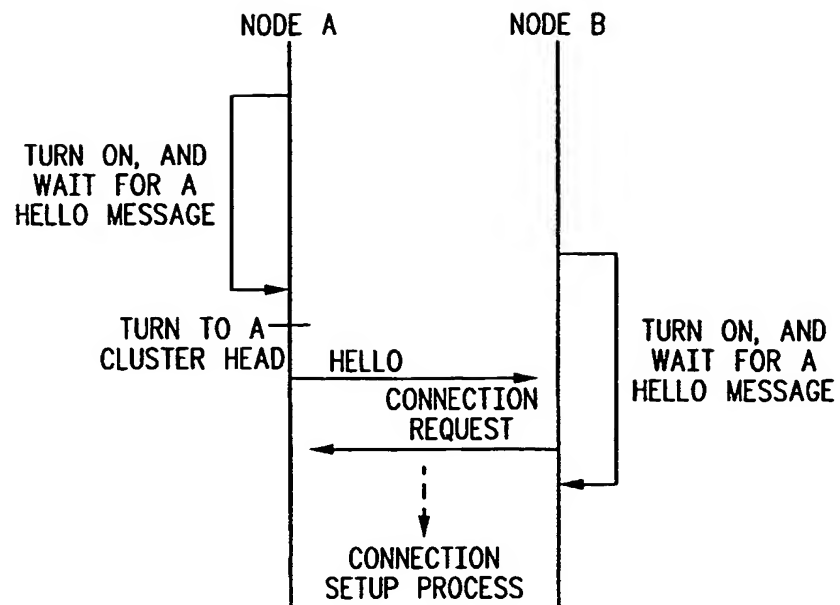 NODE A
NODE B
TURN ON, AND
WAIT FOR A
HELLO MESSAGE
TURN TO A
CLUSTER HEAD
HELLO
CONNECTION
REQUEST
TURN ON, AND
WAIT FOR A
HELLO MESSAGE
CONNECTION
SETUP PROCESS